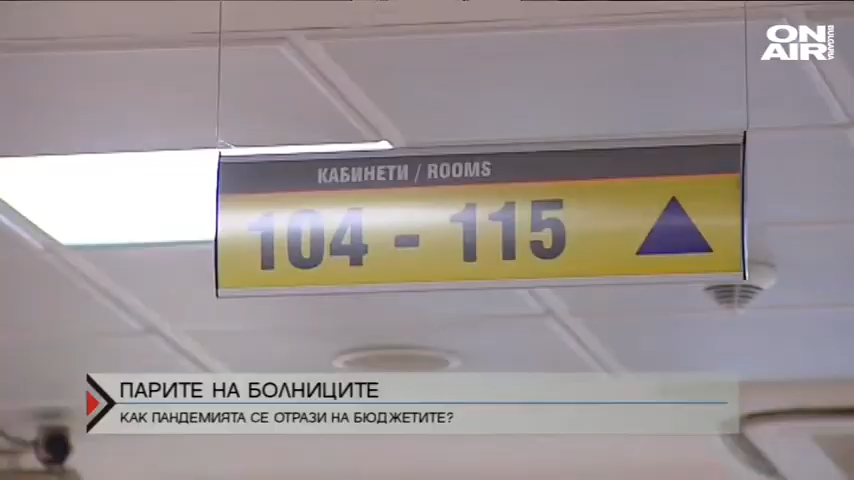 ON
AIR
BULGARIA
КАБИНЕТИ / ROOMS
104 - 115
ПАРИТЕ НА БОЛНИЦИТЕ
КАК ПАНДЕМИЯТА СЕ ОТРАЗИ НА БЮДЖЕТИТЕ?